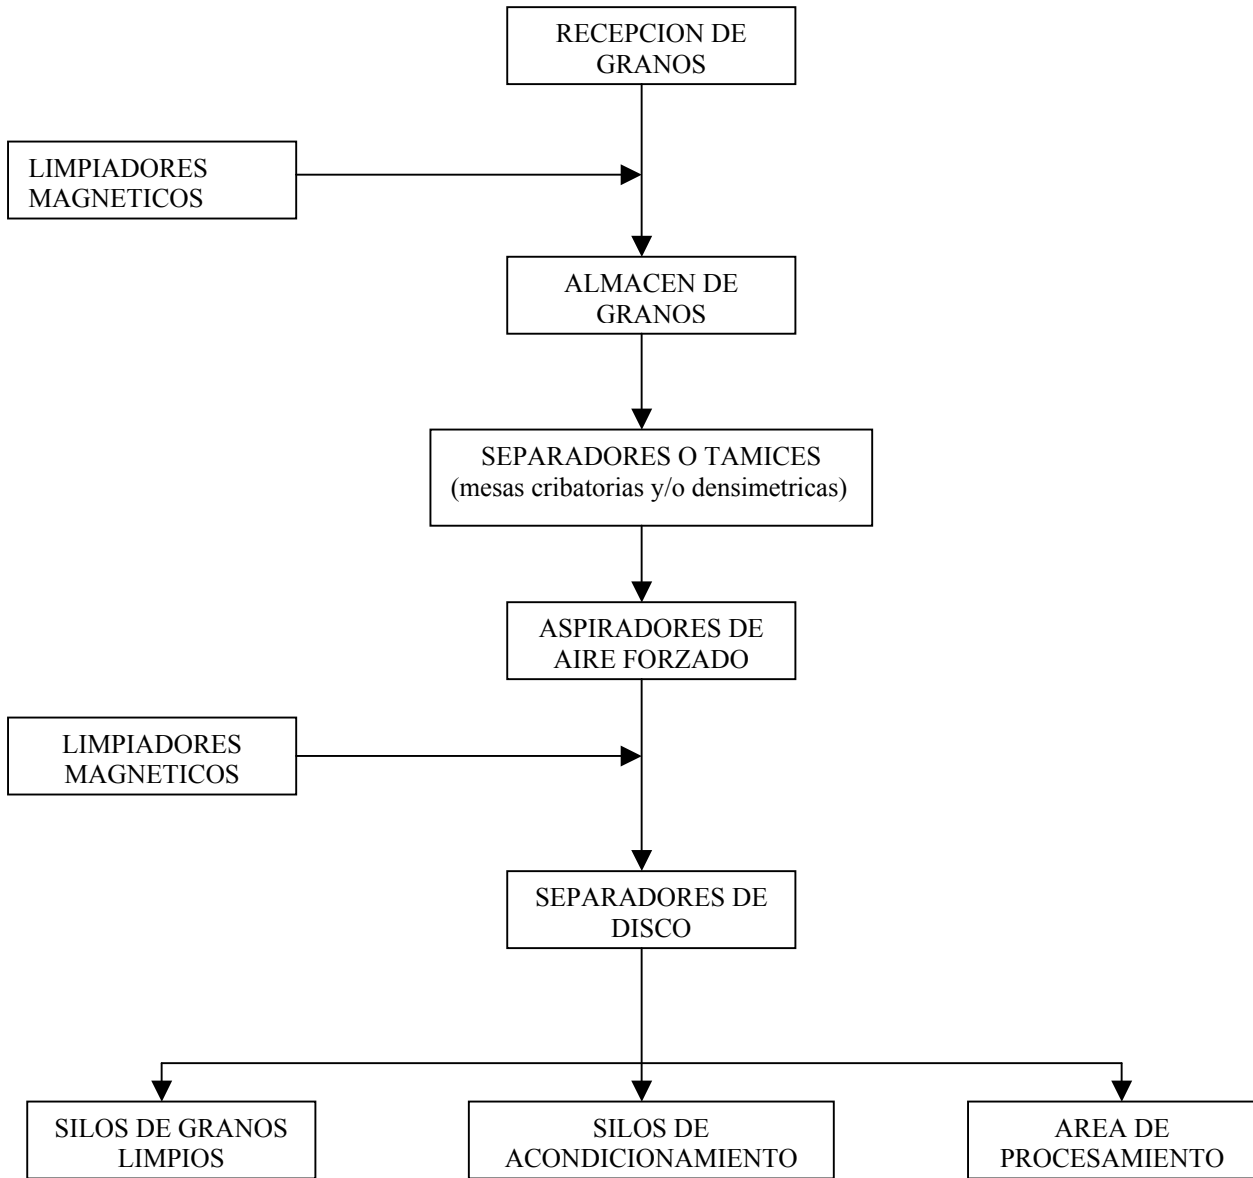 RECEPCION DE
GRANOS
LIMPIADORES
MAGNETICOS
ALMACEN DE
GRANOS
SEPARADORES O TAMICES
(mesas cribatorias y/o densimetricas)
ASPIRADORES DE
AIRE FORZADO
LIMPIADORES
MAGNETICOS
SEPARADORES DE
DISCO
SILOS DE GRANOS
LIMPIOS
SILOS DE
ACONDICIONAMIENTO
AREA DE
PROCESAMIENTO